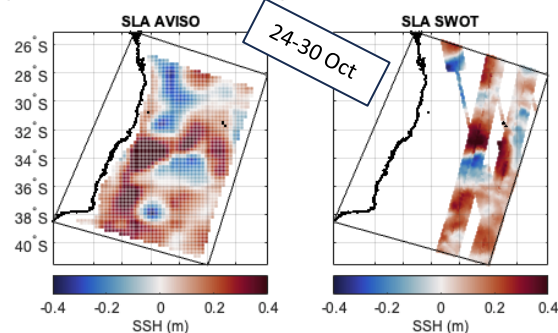 SLA AVISO
SLA SWOT
24-30 Oct
26° S
28° S
30° S
32° S
34° S
36° S
38° S
40° S
-0.4 -0.2 0 0.2 0.4
SSH (m)
-0.4 -0.2 0 0.2 0.4
SSH (m)